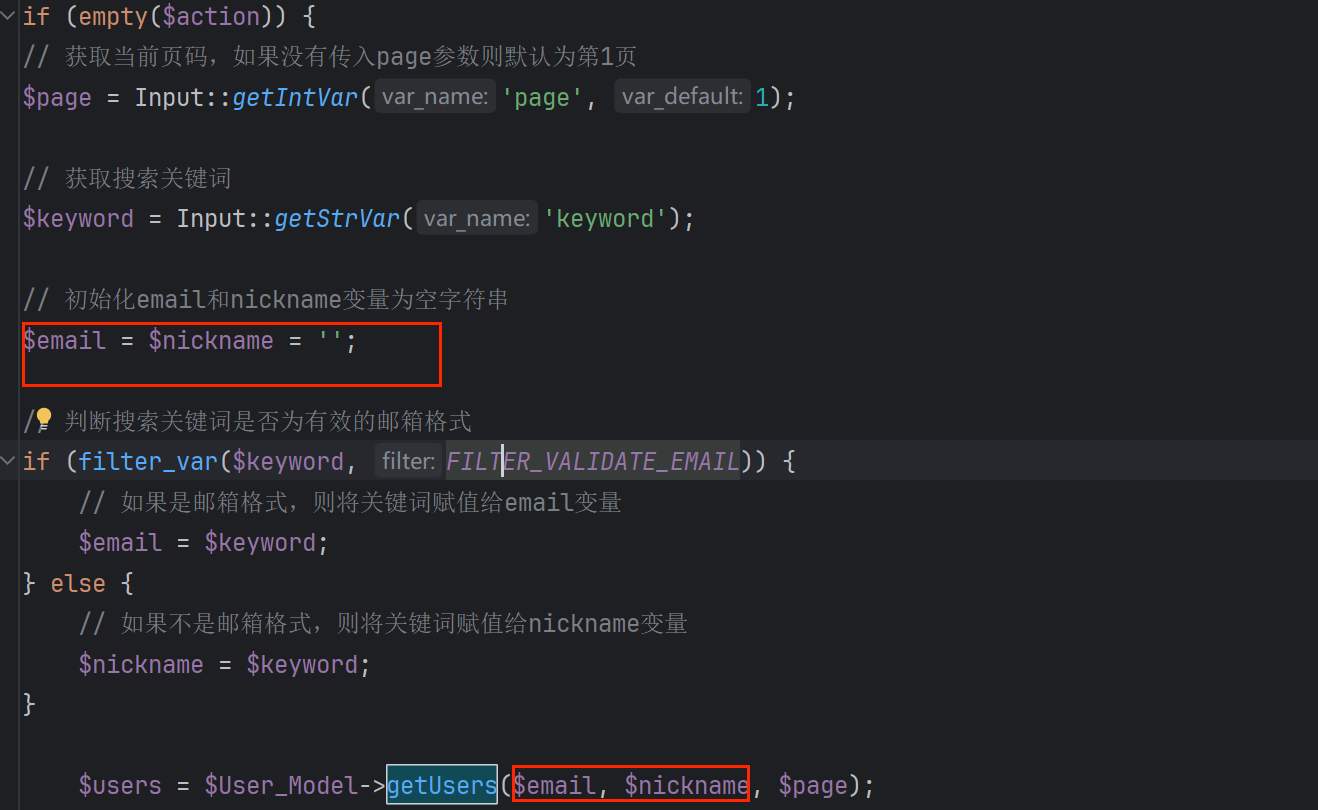 if (empty($action)) {
// 获取当前页码，如果没有传入page参数则默认为第1页
$page = Input::getIntVar( var_name: 'page', var_default: 1);
// 获取搜索关键词
$keyword = Input::getStrVar( var_name: 'keyword');
// 初始化email和nickname变量为空字符串
$email = $nickname = '';
// 判断搜索关键词是否为有效的邮箱格式
if (filter_var($keyword, filter: FILTER_VALIDATE_EMAIL)) {
    // 如果是邮箱格式，则将关键词赋值给email变量
    $email = $keyword;
} else {
    // 如果不是邮箱格式，则将关键词赋值给nickname变量
    $nickname = $keyword;
}
    $users = $User_Model->getUsers($email, $nickname, $page);